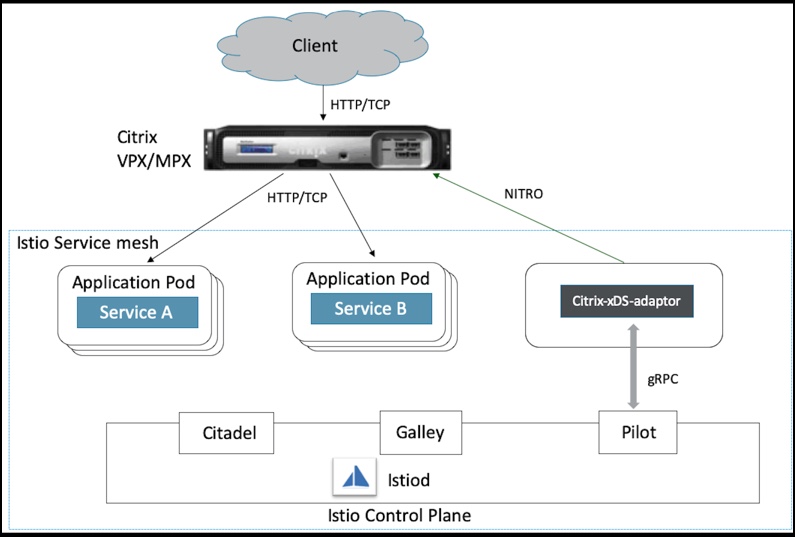 Client
HTTP/TCP
Citrix
VPX/MPX
CITRIX
HTTP/TCP
NITRO
Istio Service mesh
Application Pod
Service A
Application Pod
Service B
Citrix-xDS-adaptor
gRPC
Citadel
Galley
Pilot
Istiod
Istio Control Plane